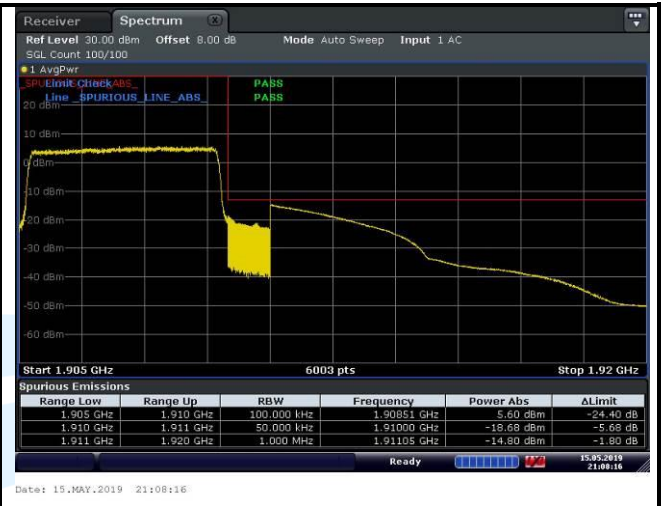 Receiver Spectrum
Ref Level 30.00 dBm Offset 8.00 dB Mode Auto Sweep Input 1 AC
SGL Count 100/100
1 AvgPwr
Limit Check PASS
Line _SPURIOUS_LINE_ABS_ PASS
20 dBm
10 dBm
0 dBm
-10 dBm
-20 dBm
-30 dBm
-40 dBm
-50 dBm
-60 dBm
Start 1.905 GHz 6003 pts Stop 1.92 GHz
Spurious Emissions
Range Low Range Up RBW Frequency Power Abs ΔLimit
1.905 GHz 1.910 GHz 100.000 kHz 1.90851 GHz 5.60 dBm -24.40 dB
1.910 GHz 1.911 GHz 50.000 kHz 1.91000 GHz -18.68 dBm -5.68 dB
1.911 GHz 1.920 GHz 1.000 MHz 1.91105 GHz -14.80 dBm -1.80 dB
Ready 15.05.2019
21:08:16
Date: 15.MAY.2019 21:08:16